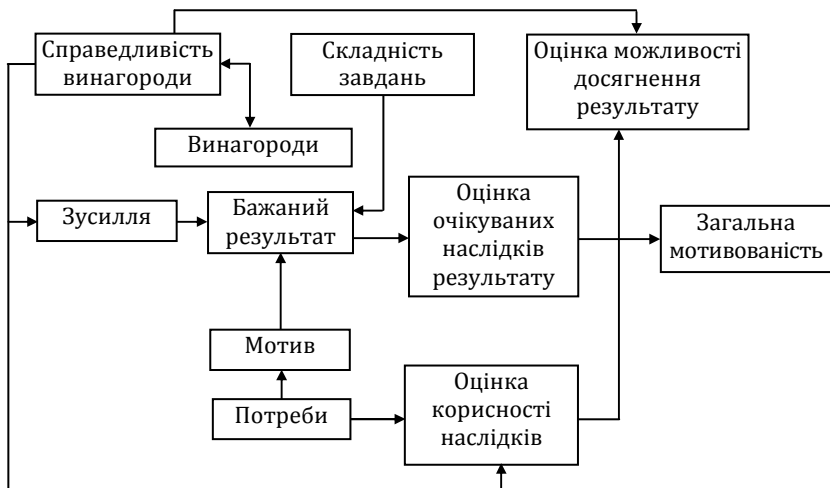 Справедливість
винагороди
Складність
завдань
Оцінка можливості
досягнення
результату
Винагороди
Зусилля
Бажаний
результат
Оцінка
очікуваних
наслідків
результату
Загальна
мотивованість
Мотив
Потреби
Оцінка
корисності
наслідків